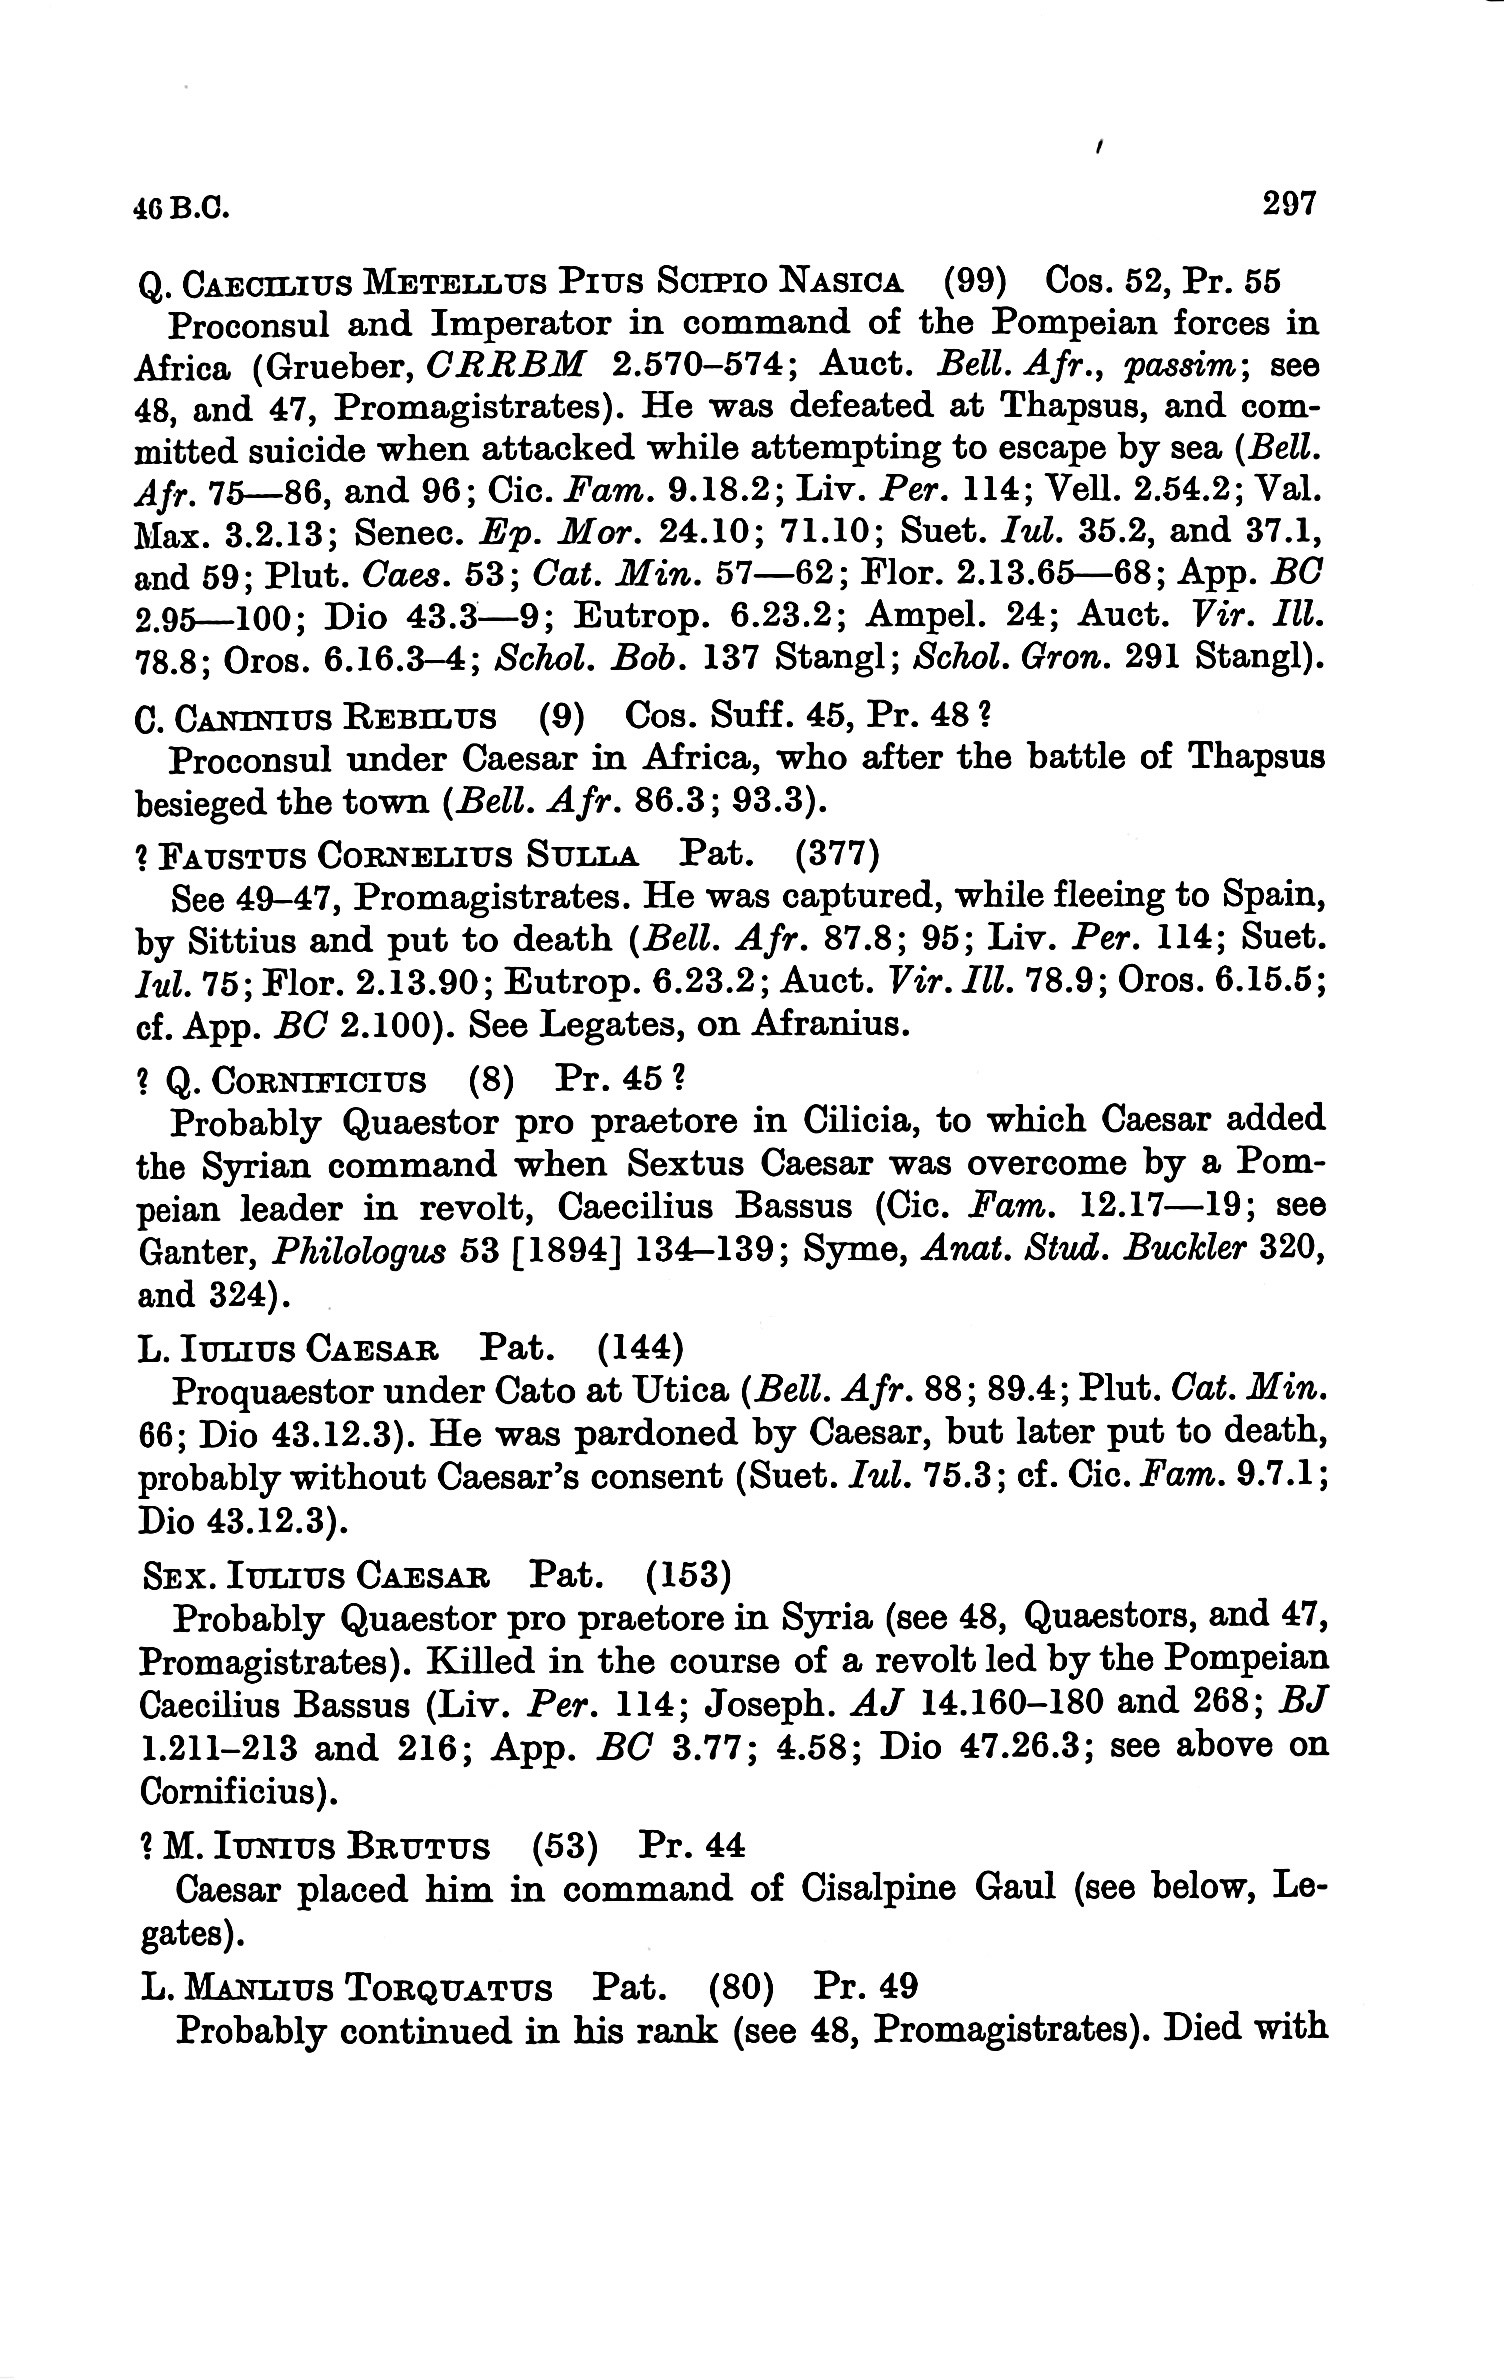 46 B.C. 297
Q. CAECILIUS METELLUS PIUS SCIPIO NASICA (99) Cos. 52, Pr. 55
Proconsul and Imperator in command of the Pompeian forces in
Africa (Grueber, CRRBM 2.570–574; Auct. Bell. Afr., passim; see
48, and 47, Promagistrates). He was defeated at Thapsus, and com-
mitted suicide when attacked while attempting to escape by sea (Bell.
Afr. 75—86, and 96; Cic. Fam. 9.18.2; Liv. Per. 114; Vell. 2.54.2; Val.
Max. 3.2.13; Senec. Ep. Mor. 24.10; 71.10; Suet. Iul. 35.2, and 37.1,
and 59; Plut. Caes. 53; Cat. Min. 57—62; Flor. 2.13.65—68; App. BC
2.95—100; Dio 43.3—9; Eutrop. 6.23.2; Ampel. 24; Auct. Vir. Ill.
78.8; Oros. 6.16.3–4; Schol. Bob. 137 Stangl; Schol. Gron. 291 Stangl).
C. CANINIUS REBILUS (9) Cos. Suff. 45, Pr. 48 ?
Proconsul under Caesar in Africa, who after the battle of Thapsus
besieged the town (Bell. Afr. 86.3; 93.3).
? FAUSTUS CORNELIUS SULLA Pat. (377)
See 49–47, Promagistrates. He was captured, while fleeing to Spain,
by Sittius and put to death (Bell. Afr. 87.8; 95; Liv. Per. 114; Suet.
Iul. 75; Flor. 2.13.90; Eutrop. 6.23.2; Auct. Vir. Ill. 78.9; Oros. 6.15.5;
cf. App. BC 2.100). See Legates, on Afranius.
? Q. CORNIFICIUS (8) Pr. 45 ?
Probably Quaestor pro praetore in Cilicia, to which Caesar added
the Syrian command when Sextus Caesar was overcome by a Pom-
peian leader in revolt, Caecilius Bassus (Cic. Fam. 12.17—19; see
Ganter, Philologus 53 [1894] 134–139; Syme, Anat. Stud. Buckler 320,
and 324).
L. IULIUS CAESAR Pat. (144)
Proquaestor under Cato at Utica (Bell. Afr. 88; 89.4; Plut. Cat. Min.
66; Dio 43.12.3). He was pardoned by Caesar, but later put to death,
probably without Caesar's consent (Suet. Iul. 75.3; cf. Cic. Fam. 9.7.1;
Dio 43.12.3).
SEX. IULIUS CAESAR Pat. (153)
Probably Quaestor pro praetore in Syria (see 48, Quaestors, and 47,
Promagistrates). Killed in the course of a revolt led by the Pompeian
Caecilius Bassus (Liv. Per. 114; Joseph. AJ 14.160–180 and 268; BJ
1.211–213 and 216; App. BC 3.77; 4.58; Dio 47.26.3; see above on
Cornificius).
? M. IUNIUS BRUTUS (53) Pr. 44
Caesar placed him in command of Cisalpine Gaul (see below, Le-
gates).
L. MANLIUS TORQUATUS Pat. (80) Pr. 49
Probably continued in his rank (see 48, Promagistrates). Died with